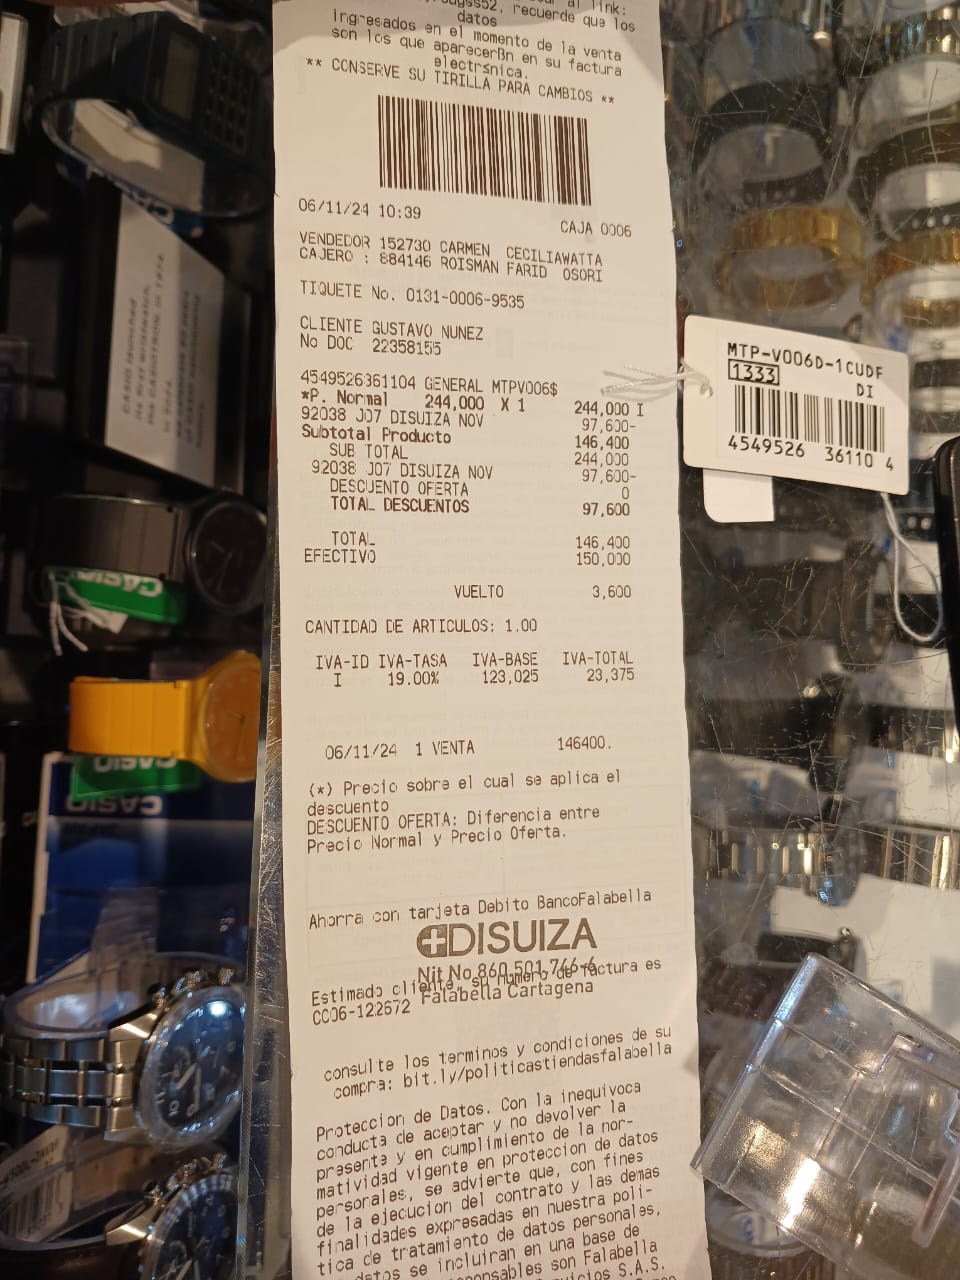 al link:
recuerde que los
datos
ingresados en el momento de la venta
son los que aparecerßn en su factura
electrsnica.
** CONSERVE SU TIRILLA PARA CAMBIOS **
06/11/24 10:39
CAJA 0006
VENDEDOR 152730 CARMEN CECILIAWATTA
CAJERO : 884146 ROISMAN FARID OSORI
TIQUETE No. 0131-0006-9535
CLIENTE GUSTAVO NUNEZ
No DOC 22358155
4549526361104 GENERAL MTPV006$
*P. Normal 244,000 X 1 244,000 I
92038 J07 DISUIZA NOV 97,600-
Subtotal Producto 146,400
SUB TOTAL 244,000
92038 J07 DISUIZA NOV 97,600-
DESCUENTO OFERTA 0
TOTAL DESCUENTOS 97,600
TOTAL 146,400
EFECTIVO 150,000
VUELTO 3,600
CANTIDAD DE ARTICULOS: 1.00
IVA-ID IVA-TASA IVA-BASE IVA-TOTAL
I 19.00% 123,025 23,375
06/11/24 1 VENTA 146400.
(*) Precio sobre el cual se aplica el
descuento
DESCUENTO OFERTA: Diferencia entre
Precio Normal y Precio Oferta.
Ahorra con tarjeta Debito BancoFalabella
DISUIZA
Nit No.860.501.746-6
Estimado cliente, su numero de factura es
CC06-122672
Falabella Cartagena
consulte los terminos y condiciones de su
compra: bit.ly/politicastiendasfalabella
Proteccion de Datos. Con la inequivoca
conducta de aceptar y no devolver la
presente y en cumplimiento de la nor-
matividad vigente en proteccion de datos
personales, se advierte que, con fines
de la ejecucion del contrato y las demas
finalidades expresadas en nuestra poli-
tica de tratamiento de datos personales,
datos se incluiran en una base de
son Falabella
S.A.S.
MTP-V006D-1CUDF
1333 DI
4549526 36110 4
CASIO
CASIO
CASIO